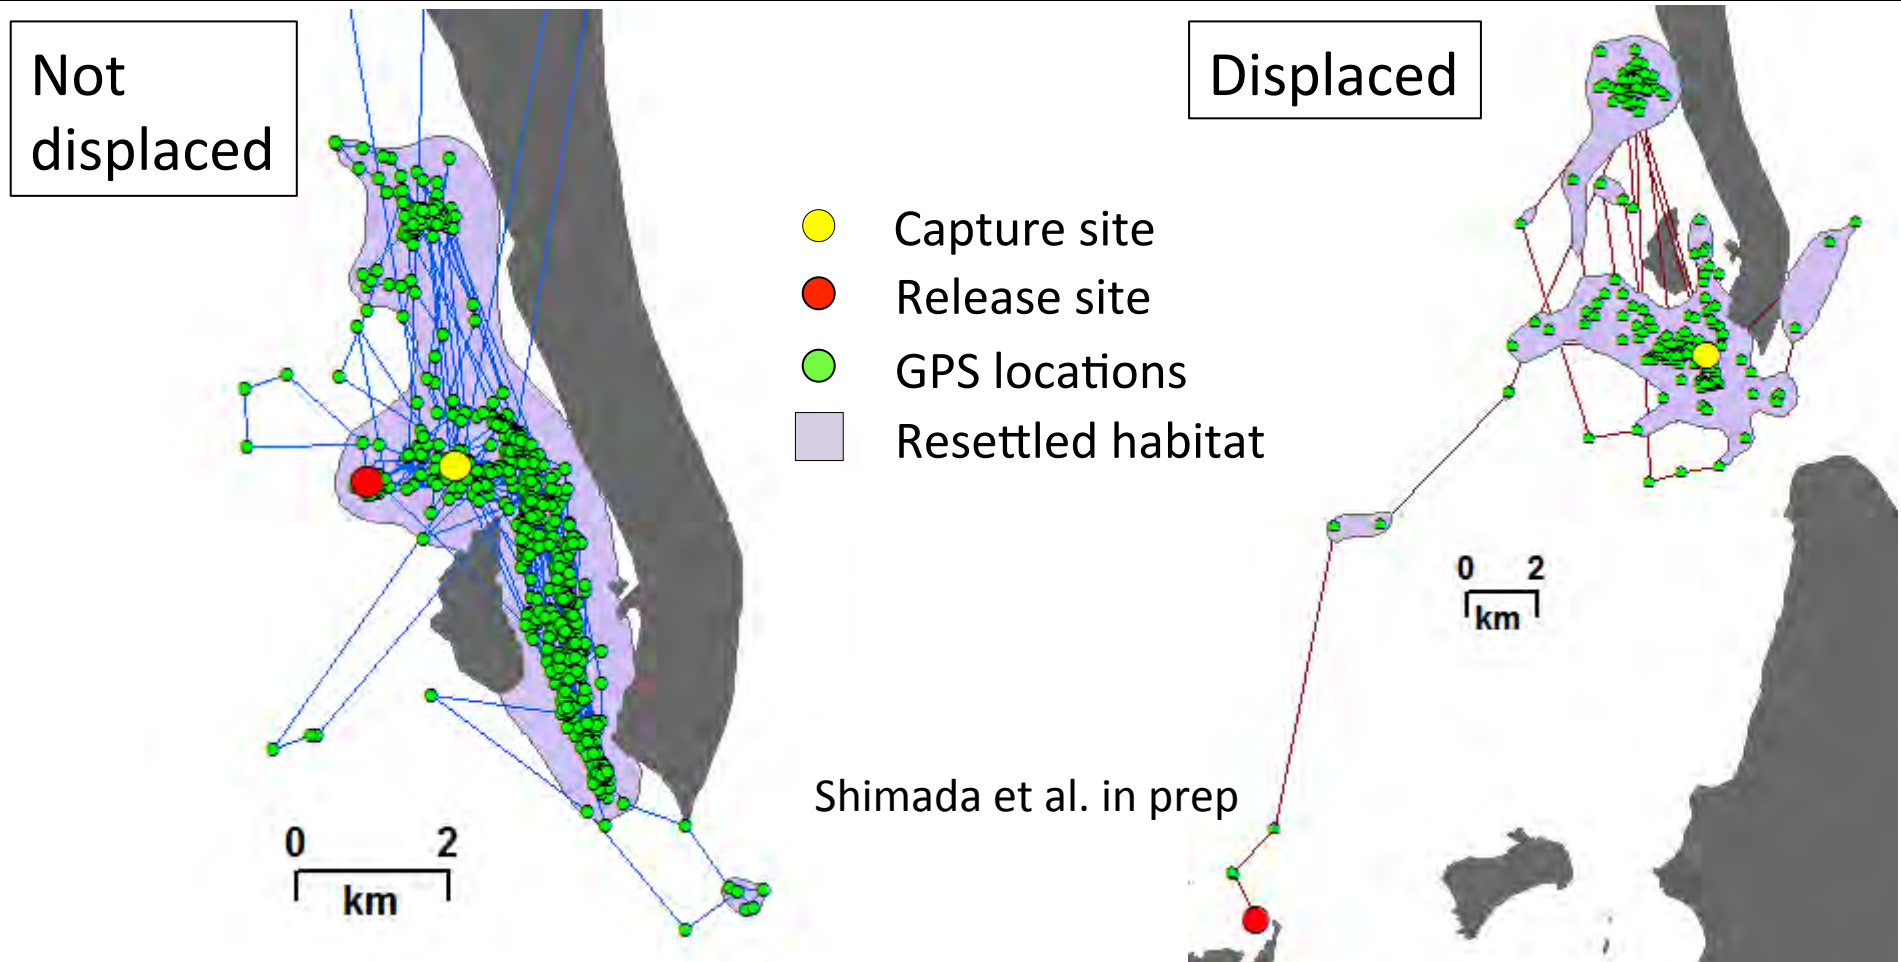 Not
displaced
Displaced
Capture site
Release site
GPS locations
Resettled habitat
0 2
km
Shimada et al. in prep
0 2
km